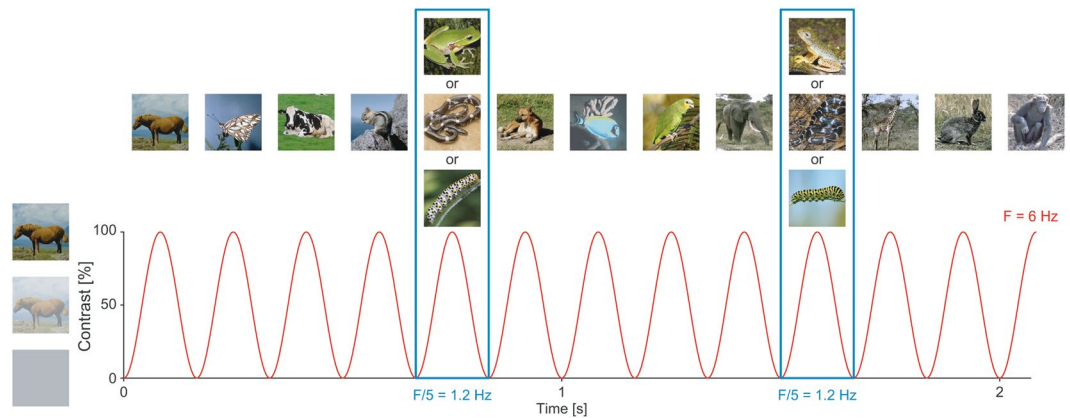 or
or
or
or
F = 6 Hz
Contrast [%]
100
50
0
0
1
2
F/5 = 1.2 Hz
F/5 = 1.2 Hz
Time [s]